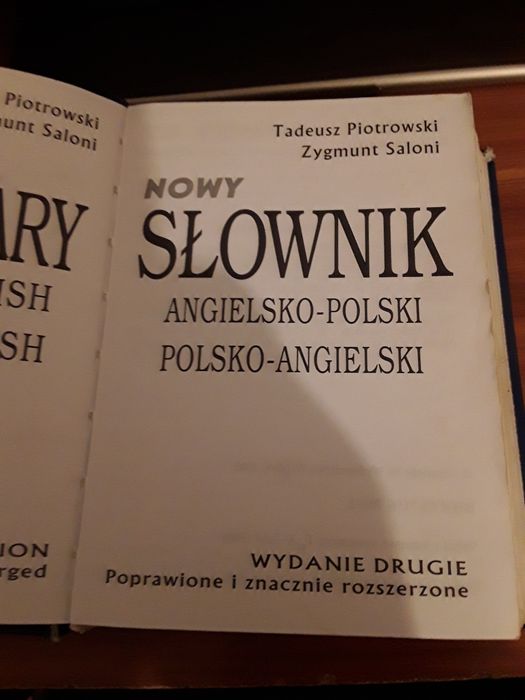 Piotrowski
unt Saloni
ARY
ISH
SH
ION
rged
Tadeusz Piotrowski
Zygmunt Saloni
NOWY
SŁOWNIK
ANGIELSKO-POLSKI
POLSKO-ANGIELSKI
WYDANIE DRUGIE
Poprawione i znacznie rozszerzone